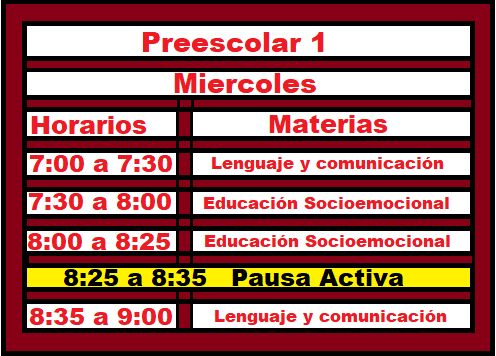 Preescolar 1
Miercoles
Horarios Materias
7:00 a 7:30 Lenguaje y comunicación
7:30 a 8:00 Educación Socioemocional
8:00 a 8:25 Educación Socioemocional
8:25 a 8:35 Pausa Activa
8:35 a 9:00 Lenguaje y comunicación